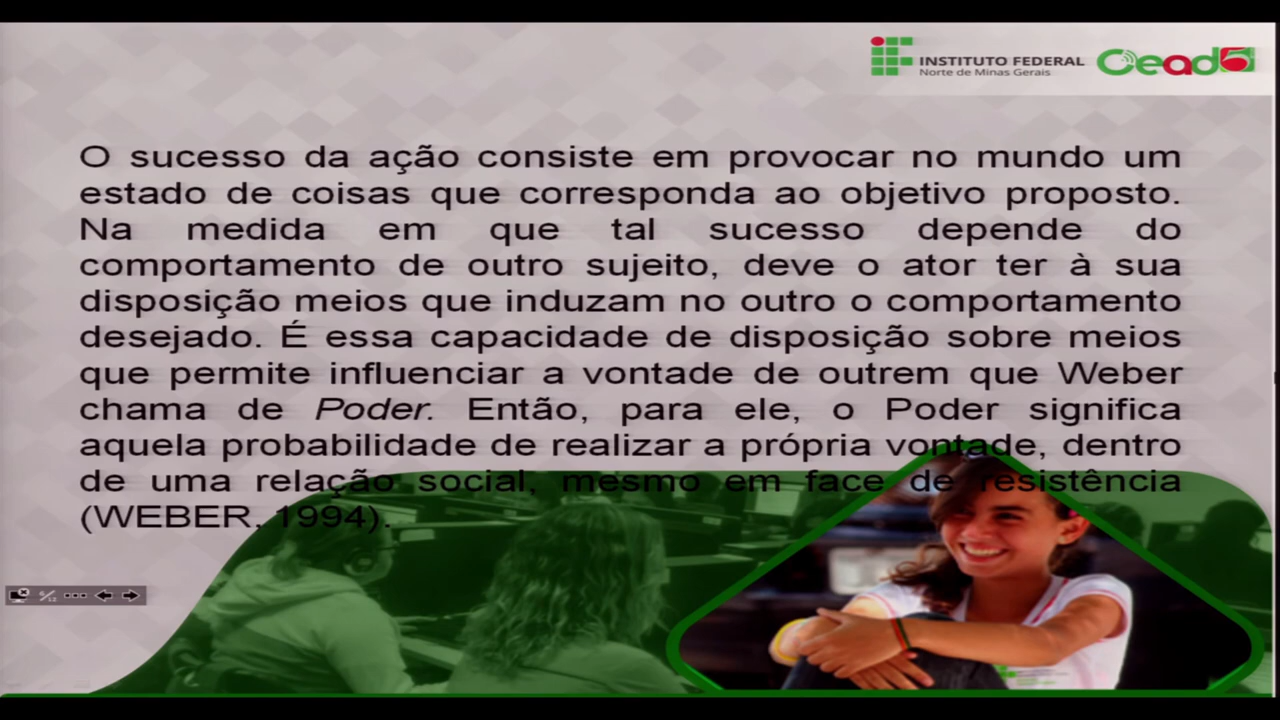 INSTITUTO FEDERAL
Norte de Minas Gerais
Cead5
O sucesso da ação consiste em provocar no mundo um
estado de coisas que corresponda ao objetivo proposto.
Na medida em que tal sucesso depende do
comportamento de outro sujeito, deve o ator ter à sua
disposição meios que induzam no outro o comportamento
desejado. É essa capacidade de disposição sobre meios
que permite influenciar a vontade de outrem que Weber
chama de Poder. Então, para ele, o Poder significa
aquela probabilidade de realizar a própria vontade, dentro
de uma relação social, mesmo em face de resistência
(WEBER, 1994).